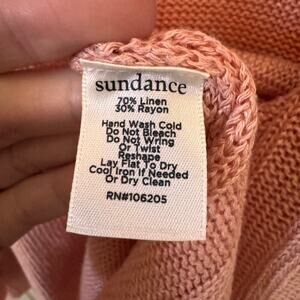 sundance
70% Linen
30% Rayon
Hand Wash Cold
Do Not Bleach
Do Not Wring
Or Twist
Reshape
Lay Flat To Dry
Cool Iron If Needed
Or Dry Clean
RN#106205